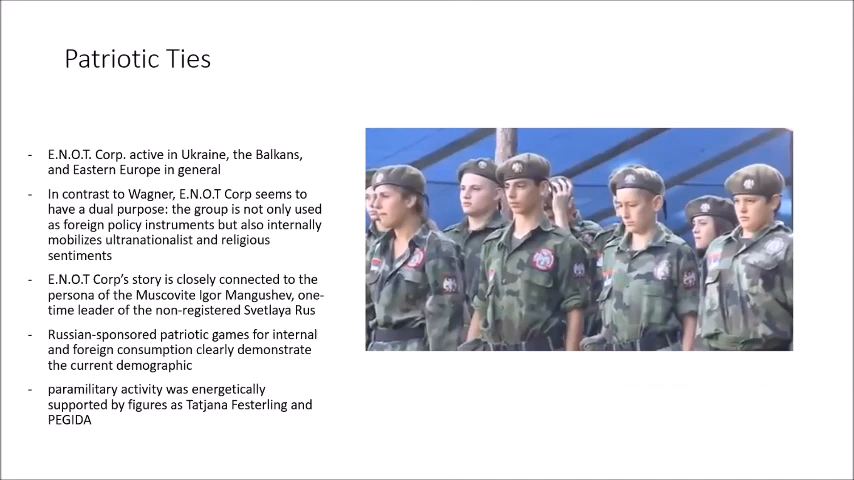 Patriotic Ties
- E.N.O.T. Corp. active in Ukraine, the Balkans,
and Eastern Europe in general
- In contrast to Wagner, E.N.O.T Corp seems to
have a dual purpose: the group is not only used
as foreign policy instruments but also internally
mobilizes ultranationalist and religious
sentiments
- E.N.O.T Corp’s story is closely connected to the
persona of the Muscovite Igor Mangushev, one-
time leader of the non-registered Svetlaya Rus
- Russian-sponsored patriotic games for internal
and foreign consumption clearly demonstrate
the current demographic
- paramilitary activity was energetically
supported by figures as Tatjana Festerling and
PEGIDA